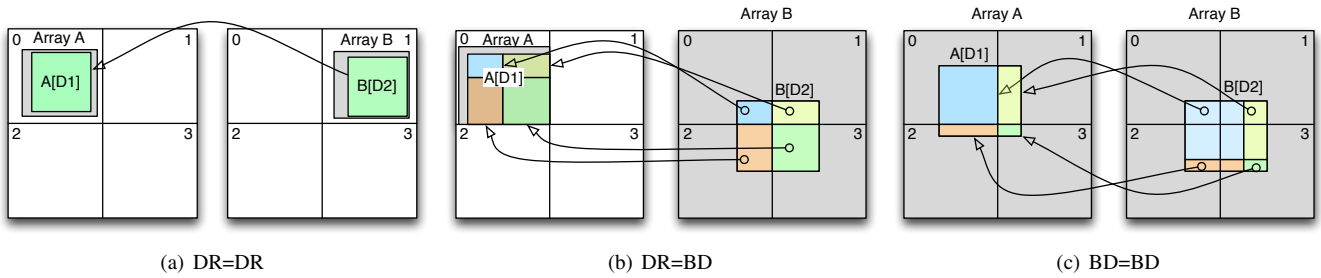 Array B
Array A
Array B
0 Array A 1
0 Array B 1
0 Array A 1
0 1
0 1
0 1
A[D1]
B[D2]
A[D1]
B[D2]
A[D1]
B[D2]
2 3
2 3
2 3
2 3
2 3
2 3
(a) DR=DR
(b) DR=BD
(c) BD=BD